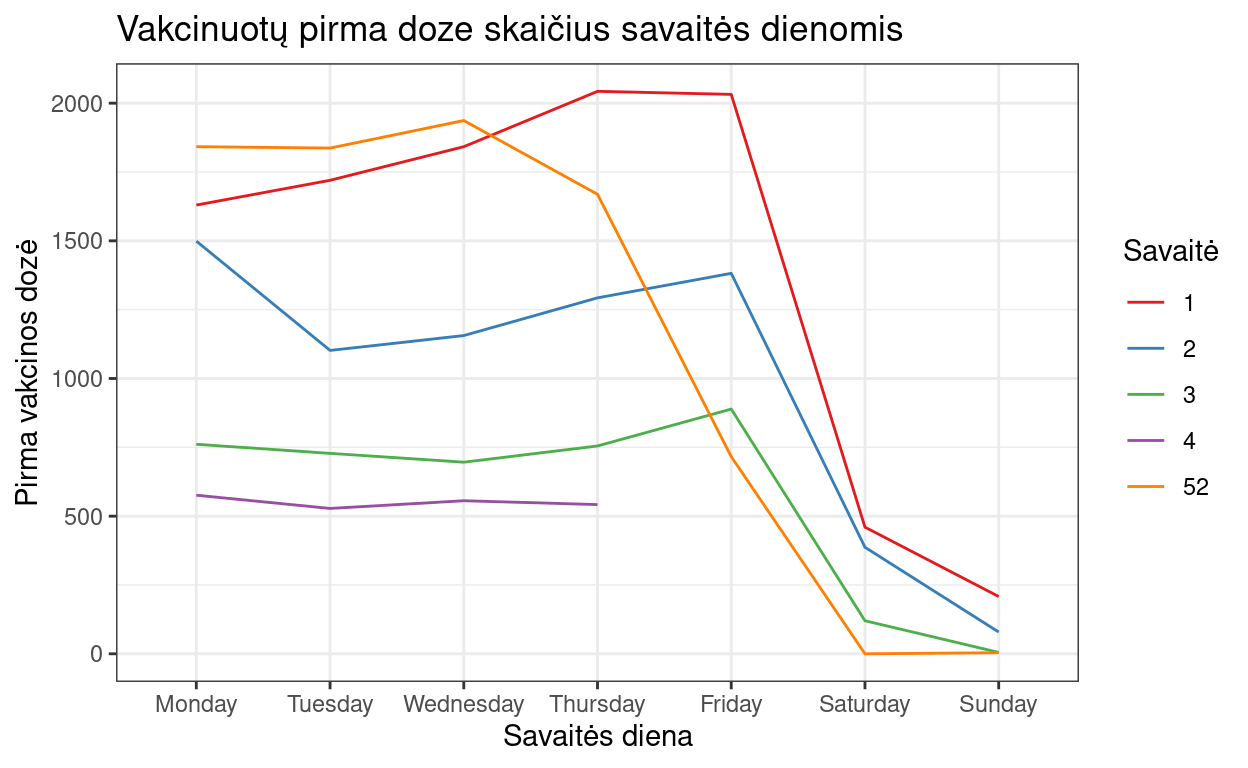 Vakcinuotų pirma doze skaičius savaitės dienomis
2000
1500
1000
500
0
Pirma vakcinos dozė
Monday Tuesday Wednesday Thursday Friday Saturday Sunday
Savaitės diena
Savaitė
1
2
3
4
52